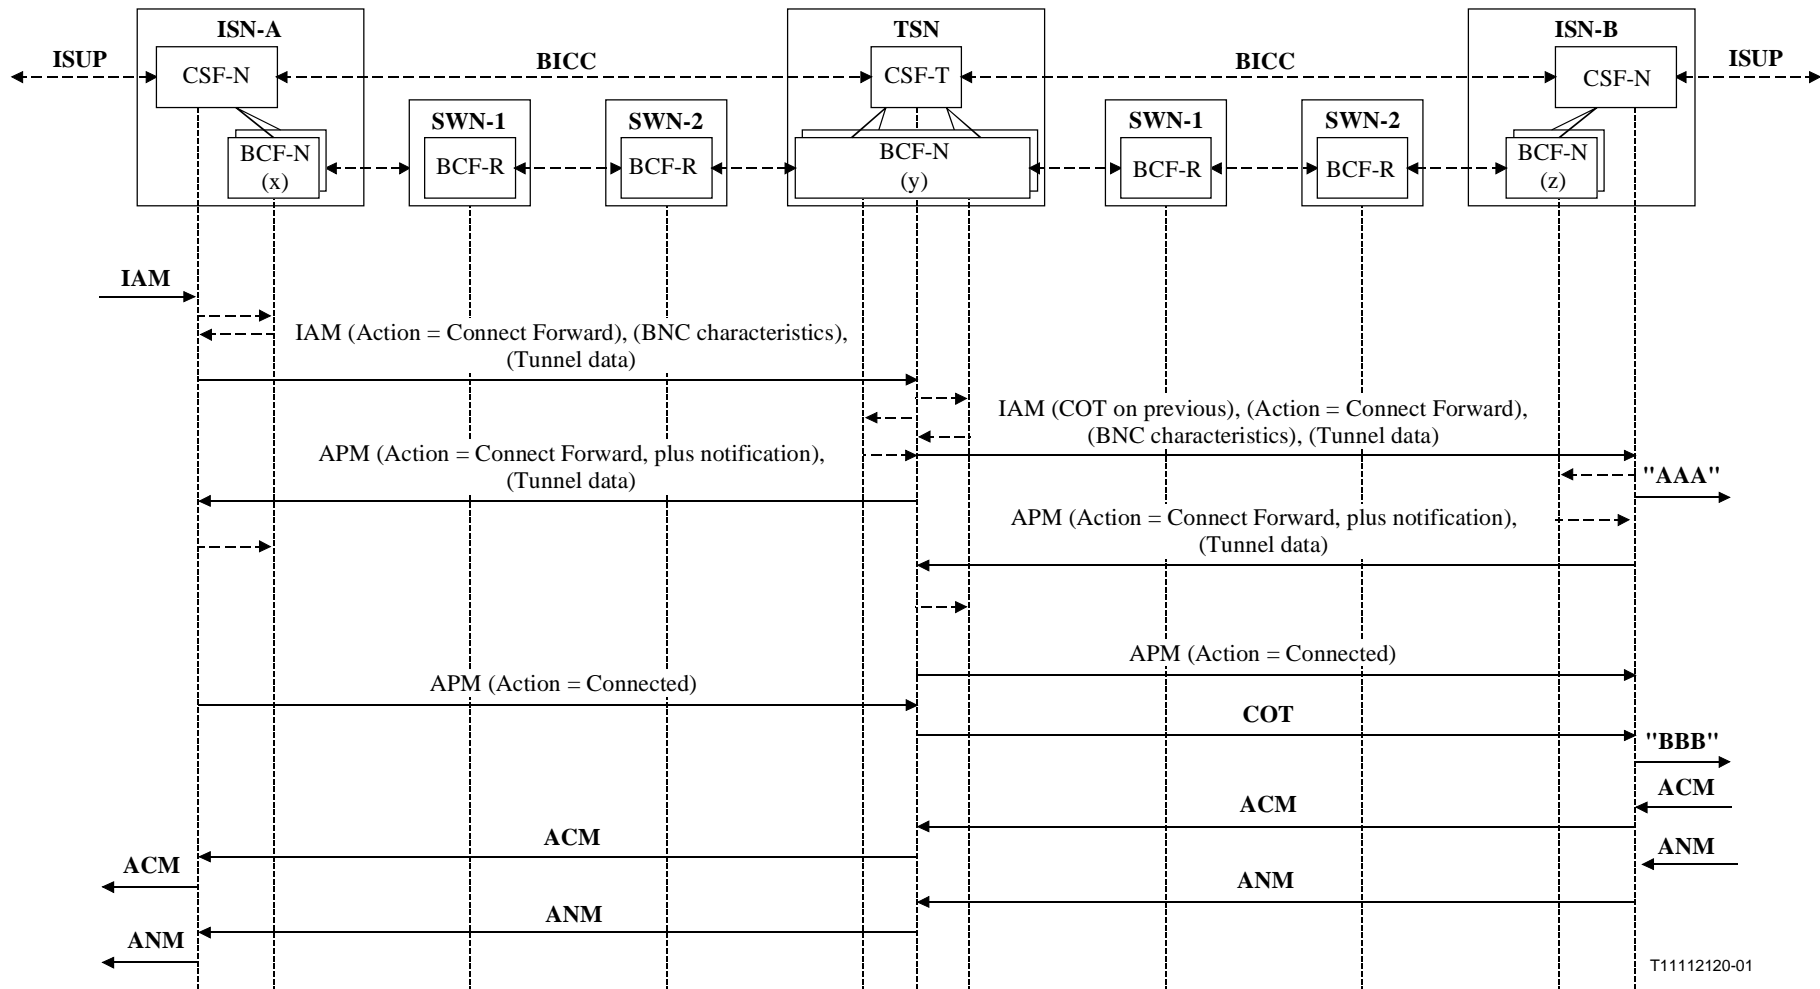 ISN-A
TSN
ISN-B
ISUP
CSF-N
BICC
CSF-T
BICC
CSF-N
ISUP
SWN-1
SWN-2
SWN-1
SWN-2
BCF-N
(x)
BCF-R
BCF-R
BCF-N
(y)
BCF-R
BCF-R
BCF-N
(z)
IAM
IAM (Action = Connect Forward), (BNC characteristics),
(Tunnel data)
IAM (COT on previous), (Action = Connect Forward),
(BNC characteristics), (Tunnel data)
APM (Action = Connect Forward, plus notification),
(Tunnel data)
"AAA"
APM (Action = Connect Forward, plus notification),
(Tunnel data)
APM (Action = Connected)
APM (Action = Connected)
COT
"BBB"
ACM
ACM
ACM
ACM
ANM
ANM
ANM
ANM
T11112120-01